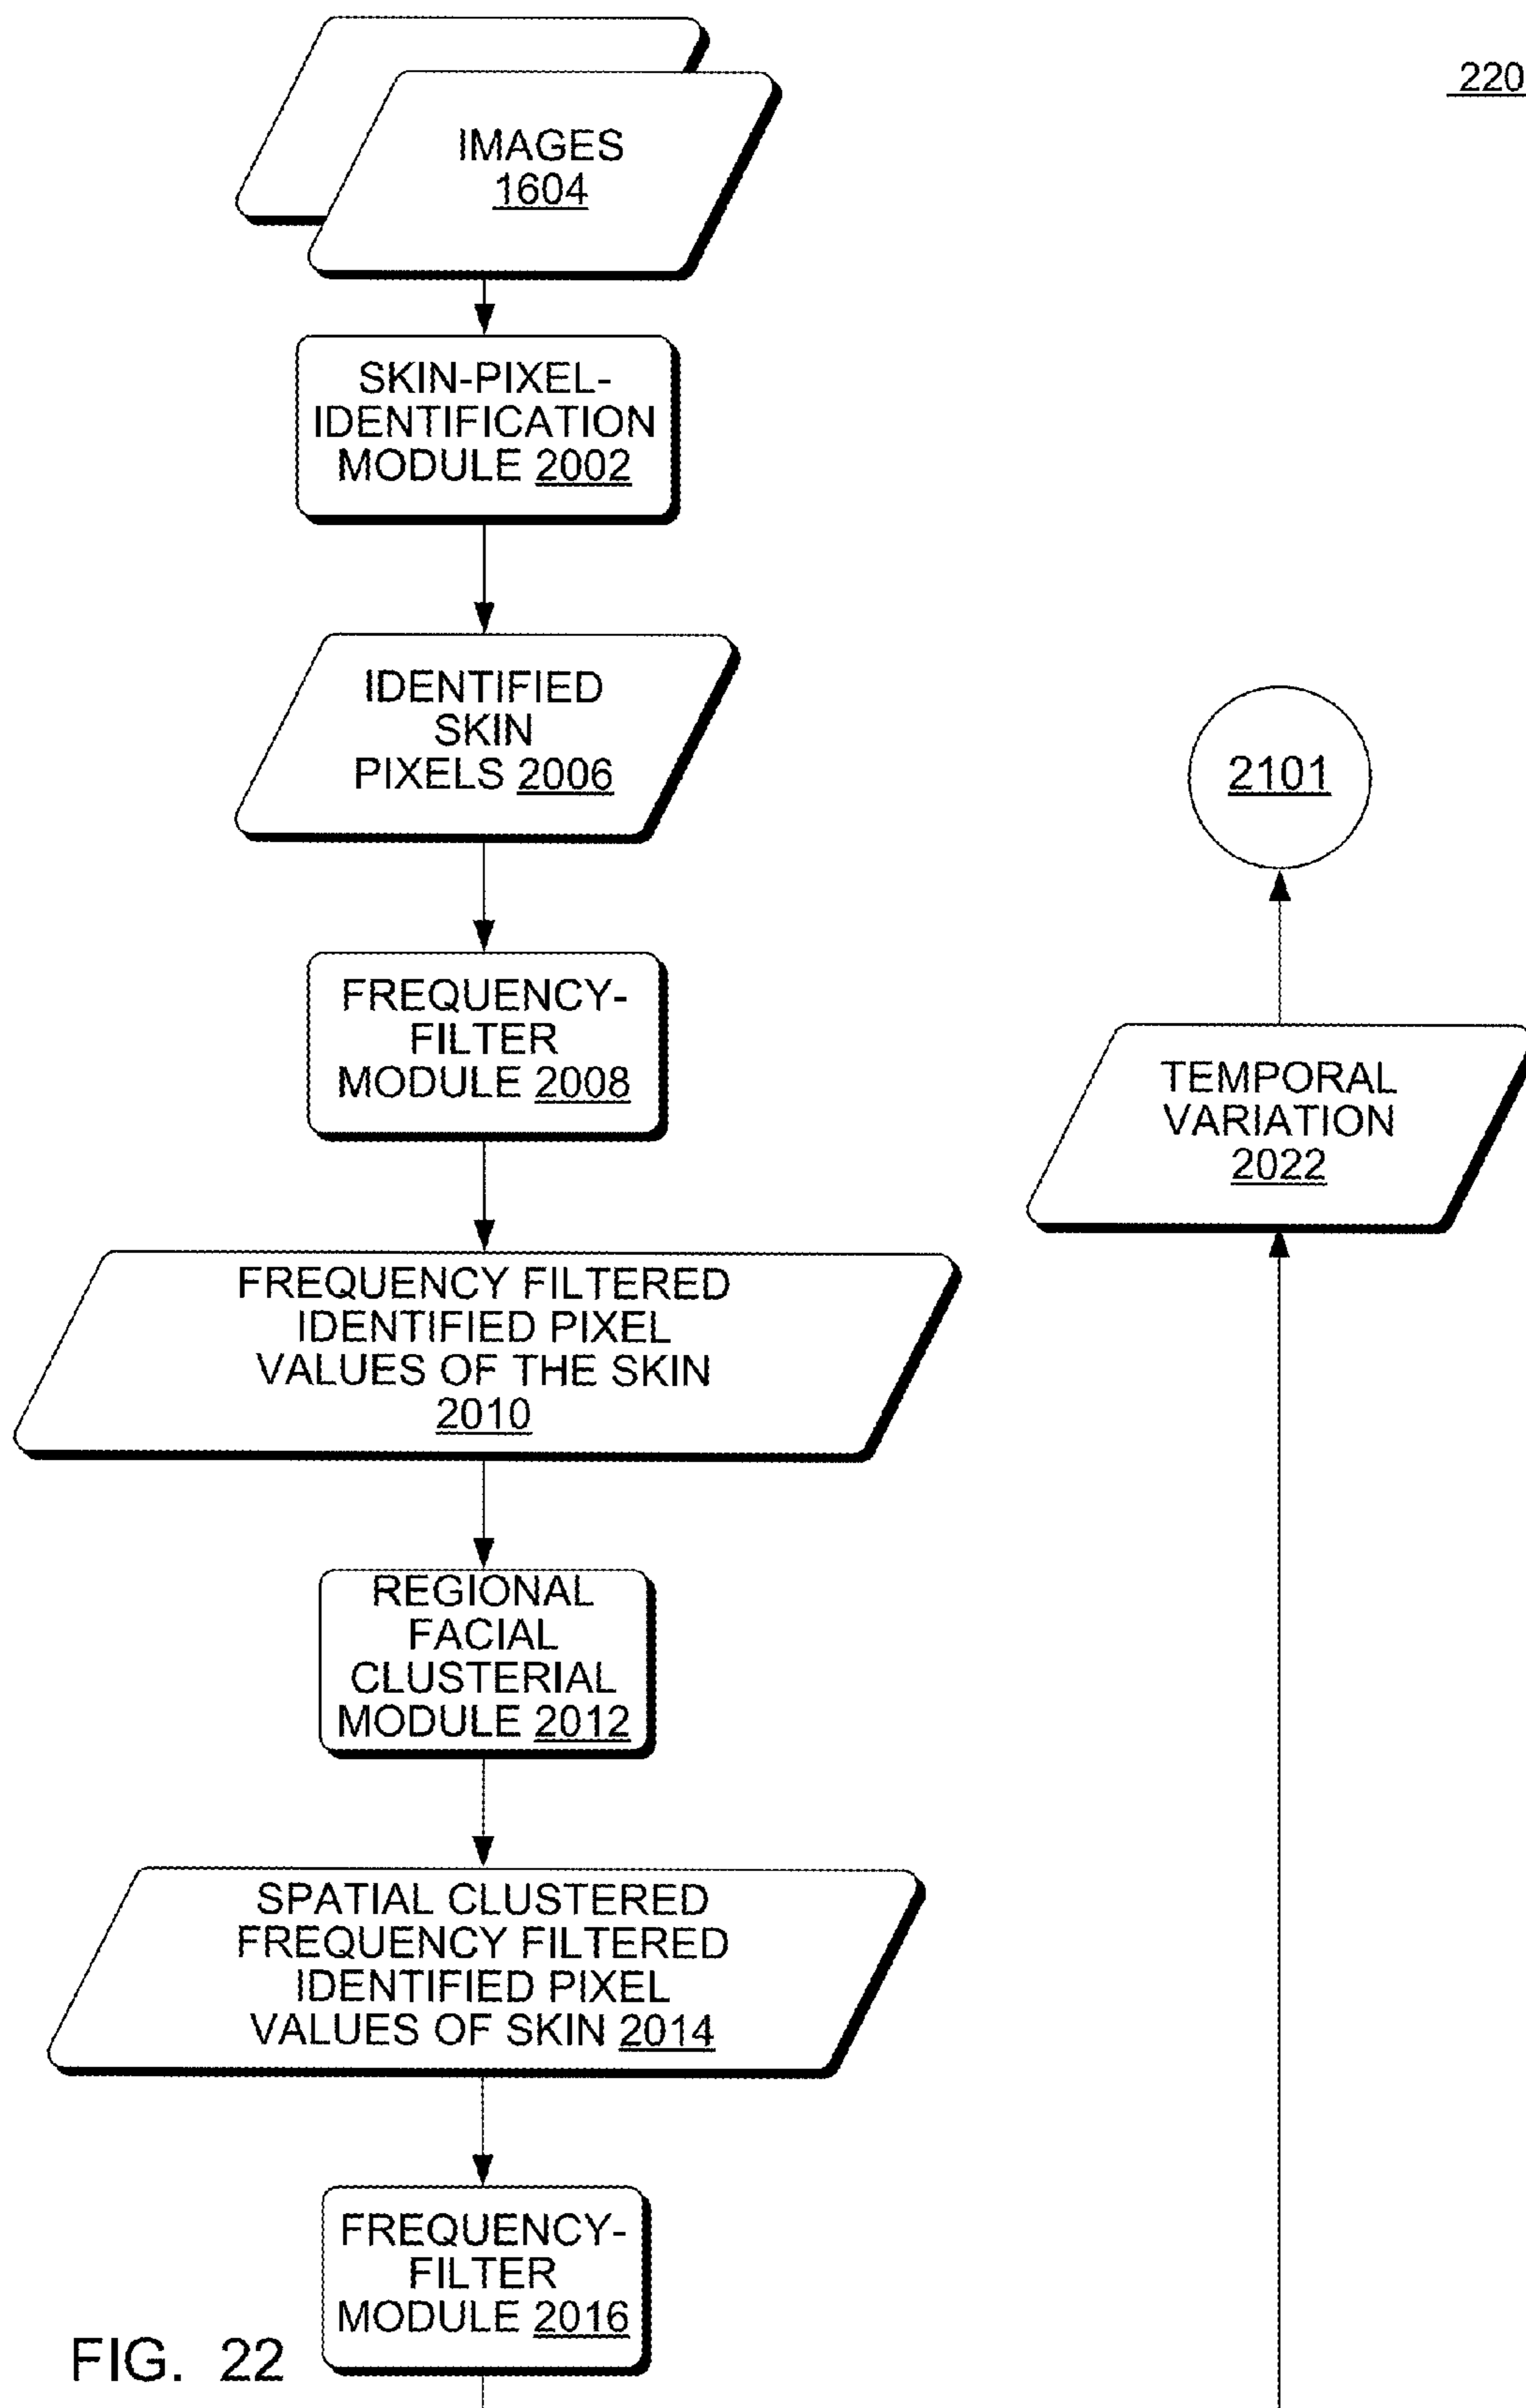 220
IMAGES
1604
SKIN-PIXEL-
IDENTIFICATION
MODULE 2002
IDENTIFIED
SKIN
PIXELS 2006
FREQUENCY-
FILTER
MODULE 2008
FREQUENCY FILTERED
IDENTIFIED PIXEL
VALUES OF THE SKIN
2010
REGIONAL
FACIAL
CLUSTERIAL
MODULE 2012
SPATIAL CLUSTERED
FREQUENCY FILTERED
IDENTIFIED PIXEL
VALUES OF SKIN 2014
FREQUENCY-
FILTER
MODULE 2016
2101
TEMPORAL
VARIATION
2022
FIG. 22